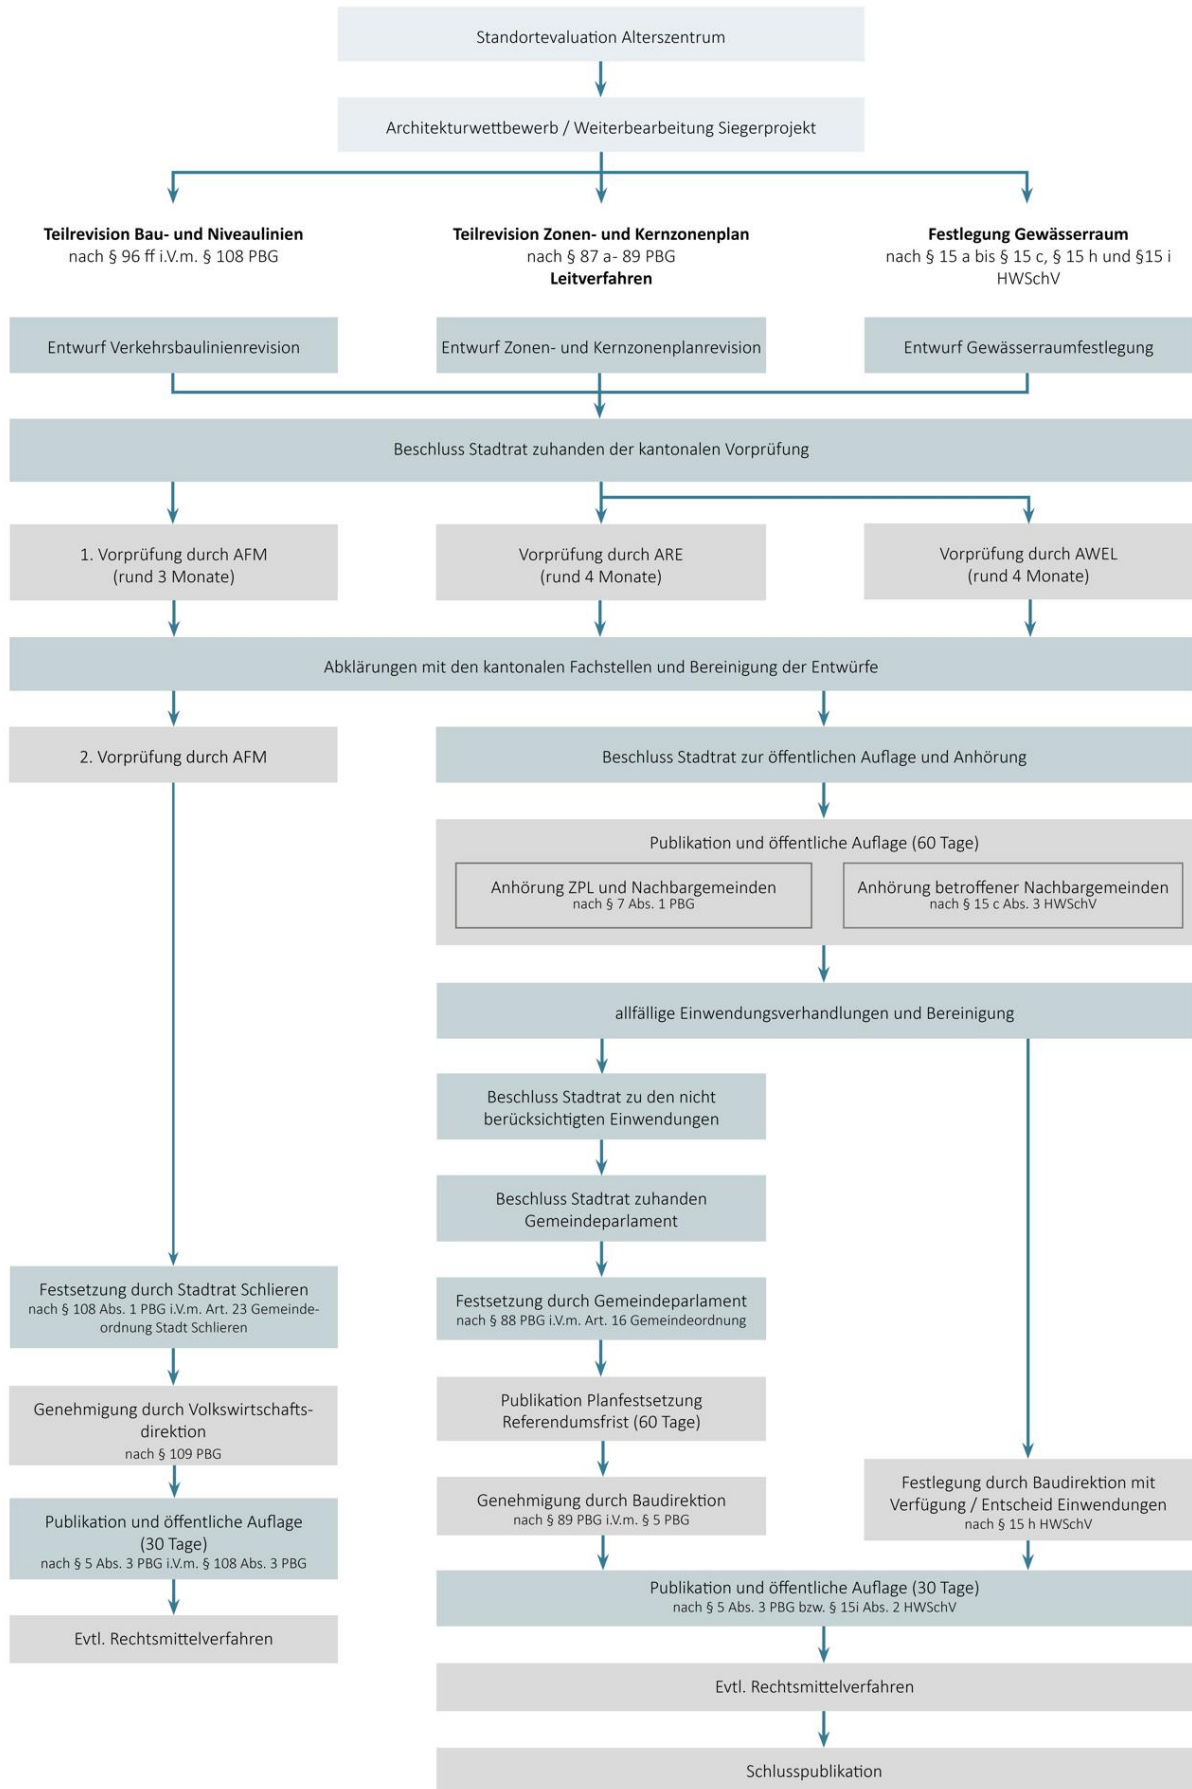 Standortevaluation Alterszentrum
Architekturwettbewerb / Weiterbearbeitung Siegerprojekt
Teilrevision Bau- und Niveaulinien
nach § 96 ff i.V.m. § 108 PBG
Teilrevision Zonen- und Kernzonenplan
nach § 87 a- 89 PBG
Leitverfahren
Festlegung Gewässerraum
nach § 15 a bis § 15 c, § 15 h und §15 i
HWSchV
Entwurf Verkehrsbaulinienrevision
Entwurf Zonen- und Kernzonenplanrevision
Entwurf Gewässerraumfestlegung
Beschluss Stadtrat zuhanden der kantonalen Vorprüfung
1. Vorprüfung durch AFM
(rund 3 Monate)
Vorprüfung durch ARE
(rund 4 Monate)
Vorprüfung durch AWEL
(rund 4 Monate)
Abklärungen mit den kantonalen Fachstellen und Bereinigung der Entwürfe
2. Vorprüfung durch AFM
Beschluss Stadtrat zur öffentlichen Auflage und Anhörung
Publikation und öffentliche Auflage (60 Tage)
Anhörung ZPL und Nachbargemeinden
nach § 7 Abs. 1 PBG
Anhörung betroffener Nachbargemeinden
nach § 15 c Abs. 3 HWSchV
allfällige Einwendungsverhandlungen und Bereinigung
Beschluss Stadtrat zu den nicht
berücksichtigten Einwendungen
Beschluss Stadtrat zuhanden
Gemeindeparlament
Festsetzung durch Stadtrat Schlieren
nach § 108 Abs. 1 PBG i.V.m. Art. 23 Gemeinde-
ordnung Stadt Schlieren
Festsetzung durch Gemeindeparlament
nach § 88 PBG i.V.m. Art. 16 Gemeindeordnung
Genehmigung durch Volkswirtschafts-
direktion
nach § 109 PBG
Publikation Planfestsetzung
Referendumsfrist (60 Tage)
Genehmigung durch Baudirektion
nach § 89 PBG i.V.m. § 5 PBG
Festlegung durch Baudirektion mit
Verfügung / Entscheid Einwendungen
nach § 15 h HWSchV
Publikation und öffentliche Auflage
(30 Tage)
nach § 5 Abs. 3 PBG i.V.m. § 108 Abs. 3 PBG
Publikation und öffentliche Auflage (30 Tage)
nach § 5 Abs. 3 PBG bzw. § 15i Abs. 2 HWSchV
Evtl. Rechtsmittelverfahren
Evtl. Rechtsmittelverfahren
Schlusspublikation